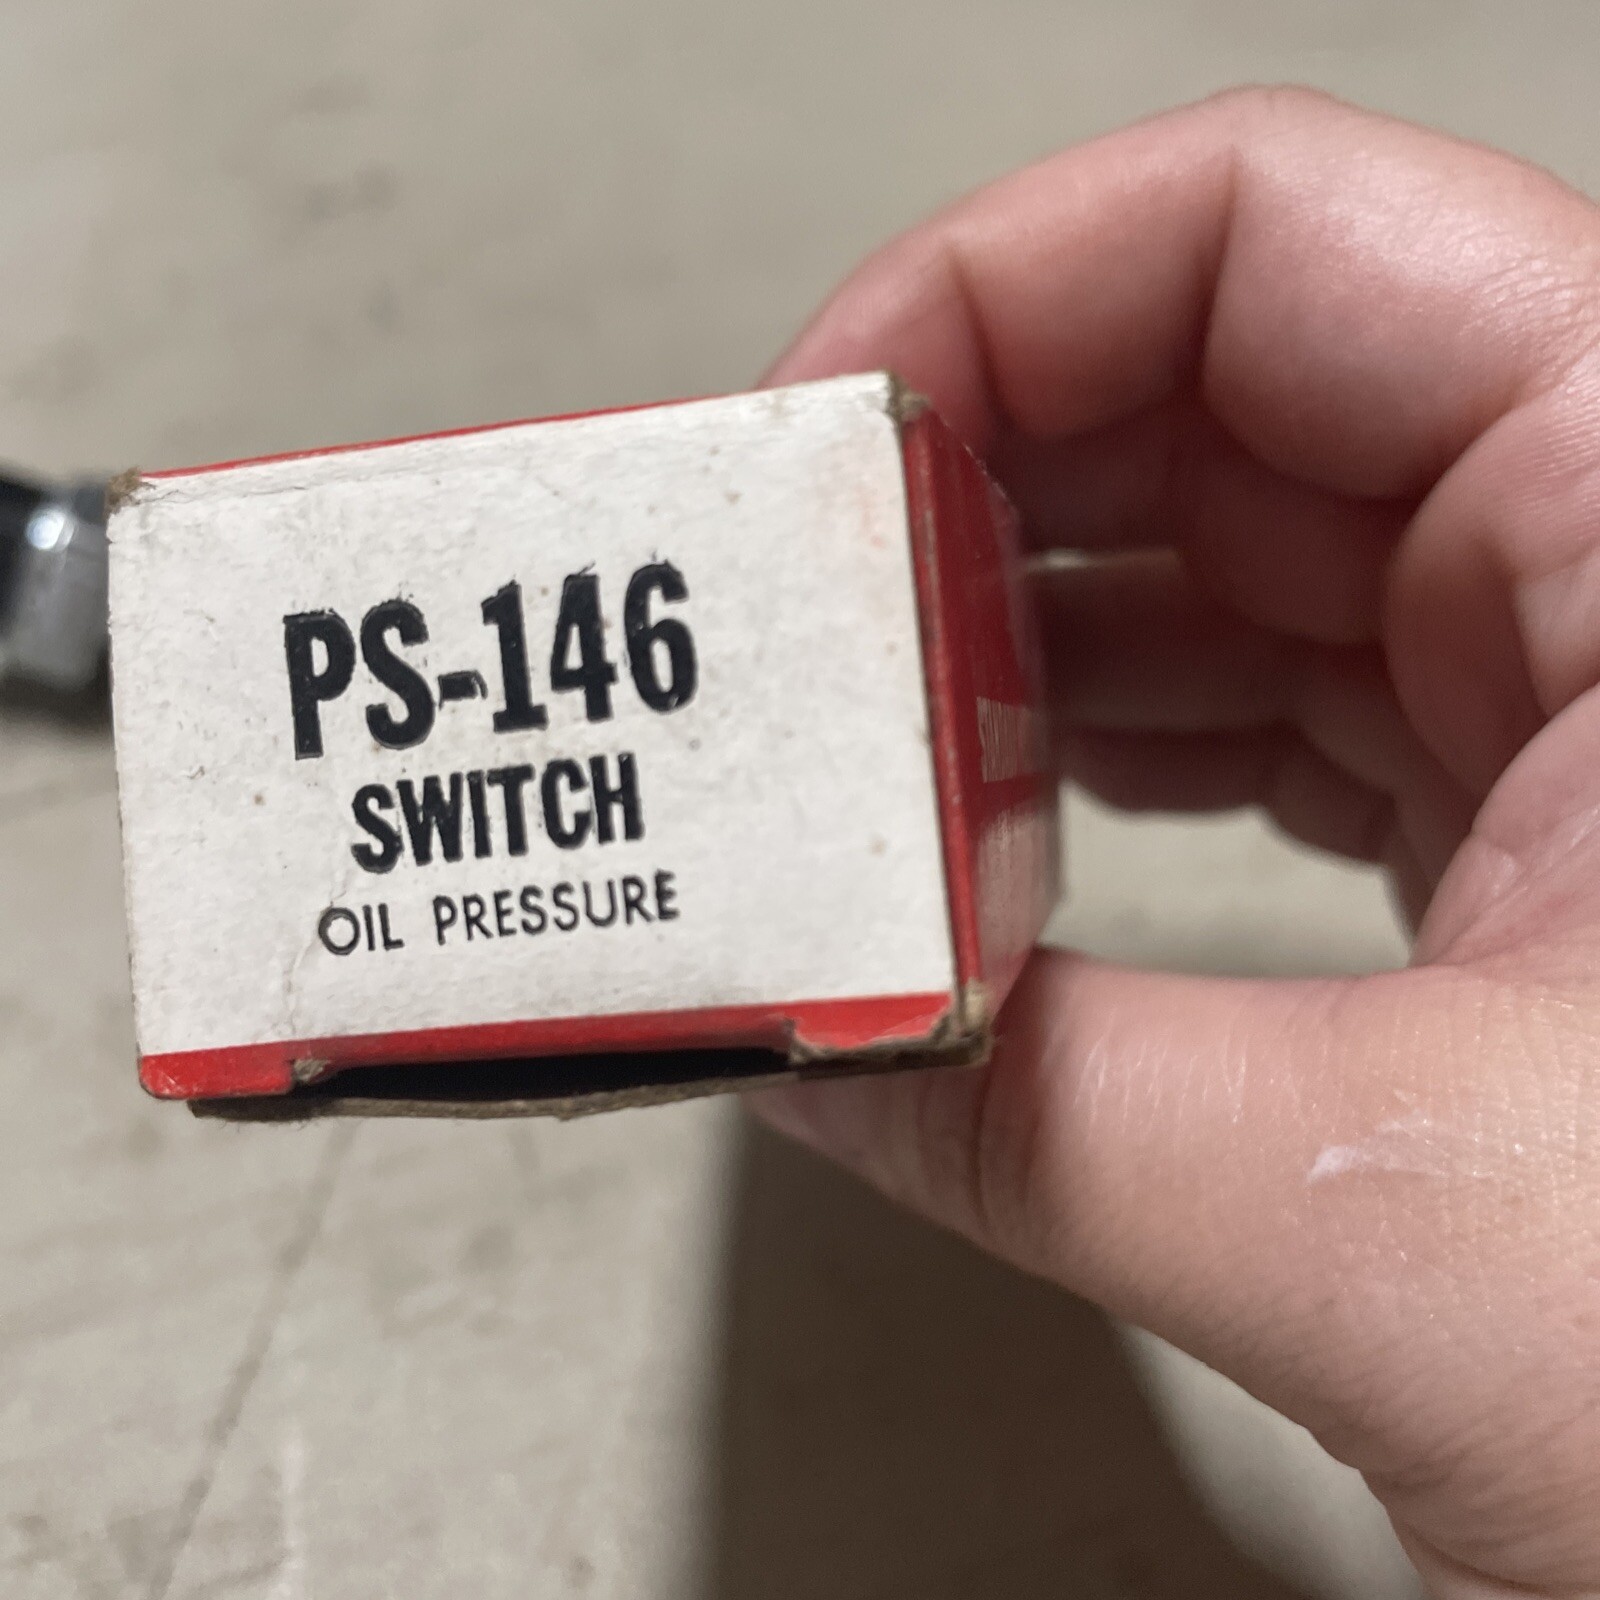 PS-146
SWITCH
OIL PRESSURE